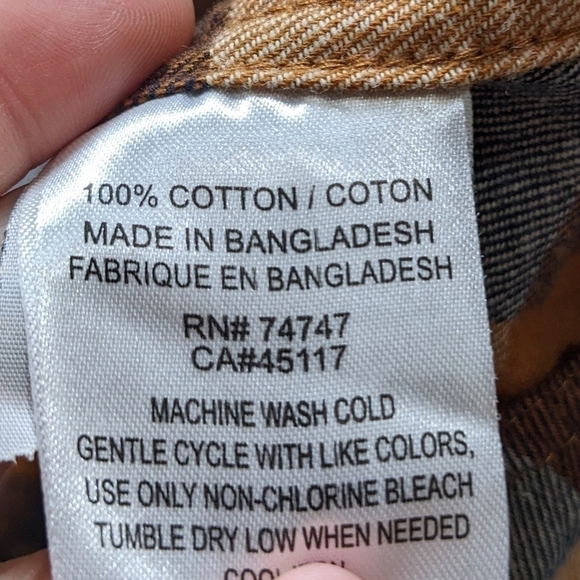 100% COTTON / COTON
MADE IN BANGLADESH
FABRIQUE EN BANGLADESH
RN# 74747
CA#45117
MACHINE WASH COLD
GENTLE CYCLE WITH LIKE COLORS,
USE ONLY NON-CHLORINE BLEACH
TUMBLE DRY LOW WHEN NEEDED
COOL